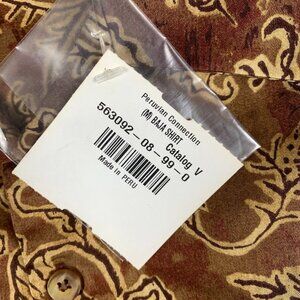 Peruvian Connection
(M) BAJA SHIRT
Catalog V
563092-08-99-0
Made in PERU